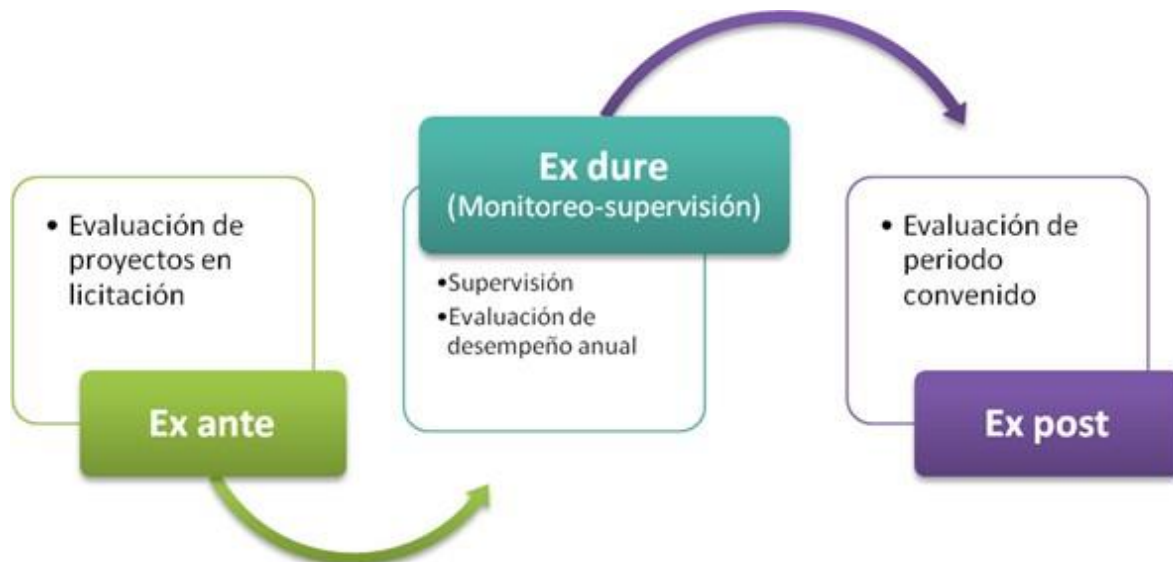 • Evaluación de
proyectos en
licitación
Ex ante
Ex dure
(Monitoreo-supervisión)
•Supervisión
•Evaluación de
desempeño anual
• Evaluación de
periodo
convenido
Ex post